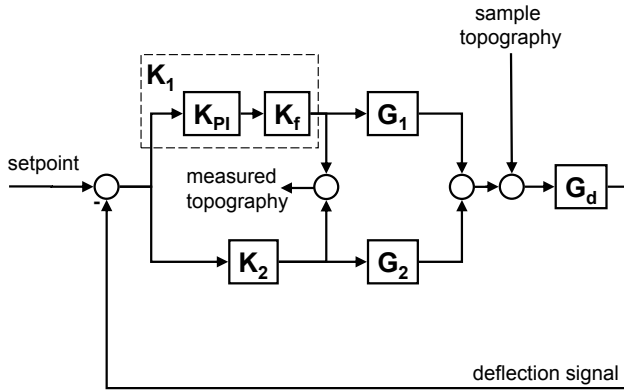 sample
topography
K1
KPI
Kf
G1
setpoint
-
measured
topography
Gd
K2
G2
deflection signal